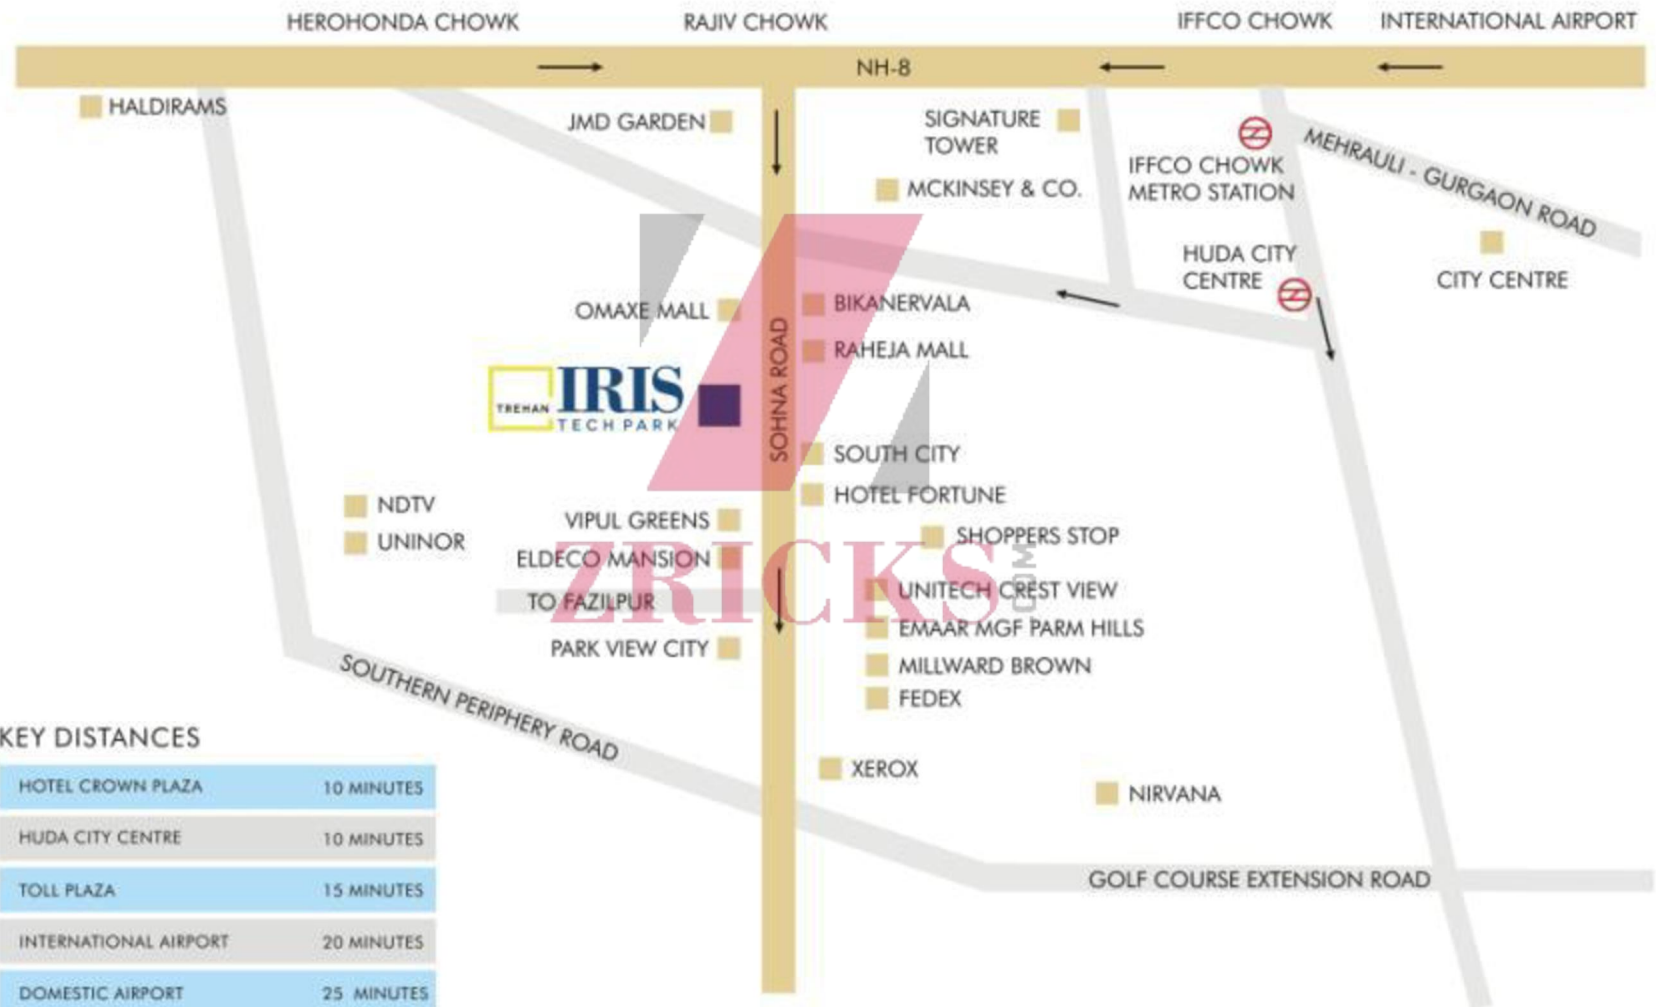 HEROHONDA CHOWK
RAJIV CHOWK
IFFCO CHOWK
INTERNATIONAL AIRPORT
NH-8
HALDIRAMS
JMD GARDEN
SIGNATURE
TOWER
MCKINSEY & CO.
IFFCO CHOWK
METRO STATION
MEHRAULI - GURGAON ROAD
HUDA CITY
CENTRE
CITY CENTRE
OMAXE MALL
BIKANERVALA
RAHEJA MALL
SOHNA ROAD
TREHAN
IRIS
TECH PARK
SOUTH CITY
HOTEL FORTUNE
NDTV
UNINOR
VIPUL GREENS
ELDECO MANSION
SHOPPERS STOP
ZRICKS.COM
TO FAZILPUR
UNITECH CREST VIEW
EMAAR MGF PARM HILLS
PARK VIEW CITY
MILLWARD BROWN
FEDEX
SOUTHERN PERIPHERY ROAD
XEROX
NIRVANA
GOLF COURSE EXTENSION ROAD
KEY DISTANCES
HOTEL CROWN PLAZA 10 MINUTES
HUDA CITY CENTRE 10 MINUTES
TOLL PLAZA 15 MINUTES
INTERNATIONAL AIRPORT 20 MINUTES
DOMESTIC AIRPORT 25 MINUTES